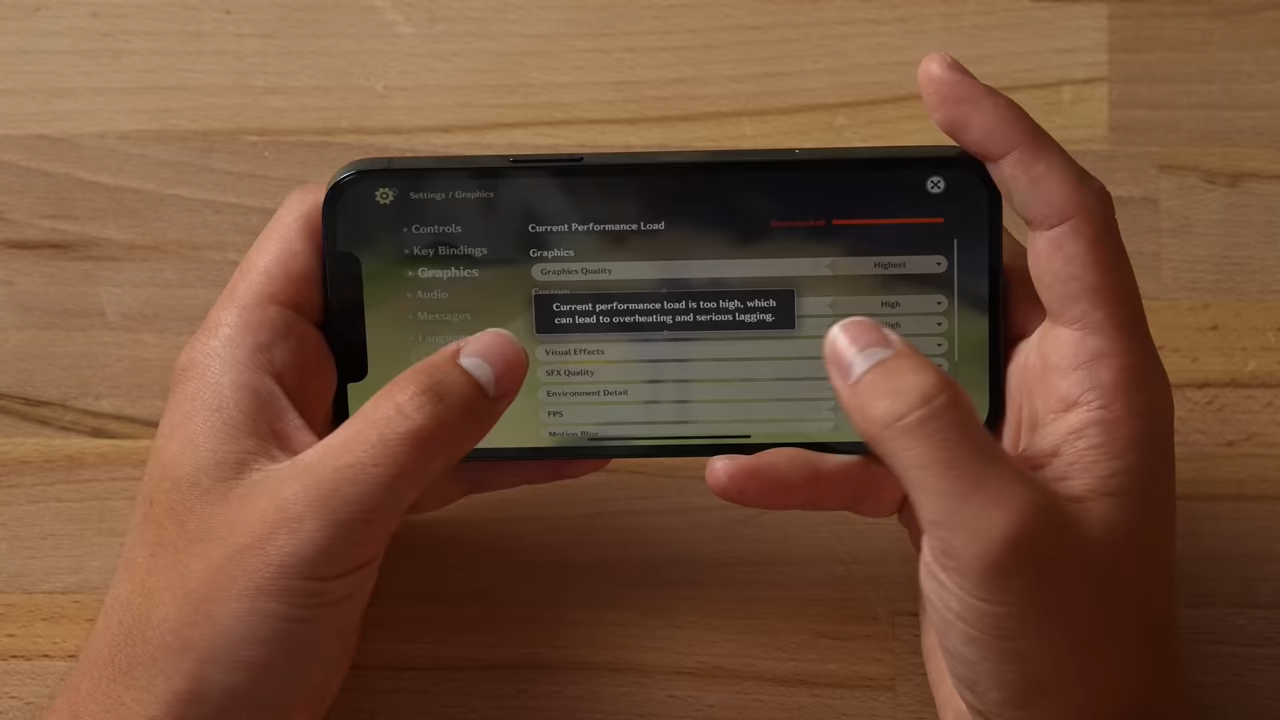 Settings / Graphics
Controls
Key Bindings
Graphics
Audio
Messages
Current Performance Load
Overclocked
Graphics
Graphics Quality
Highest
Custom
Current performance load is too high, which
can lead to overheating and serious lagging.
High
High
Visual Effects
SFX Quality
Environment Detail
FPS
Motion Blur